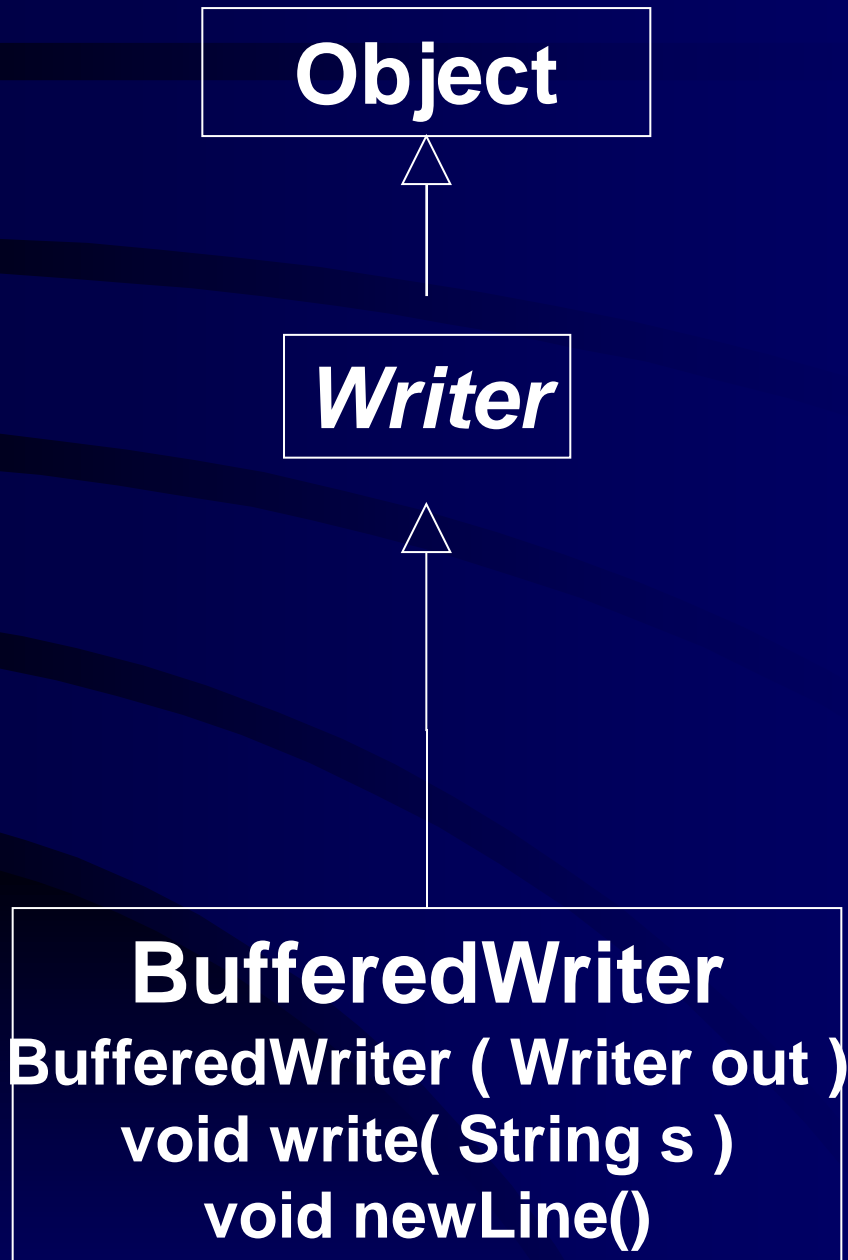 Object
Writer
BufferedWriter
BufferedWriter ( Writer out )
void write( String s )
void newLine()